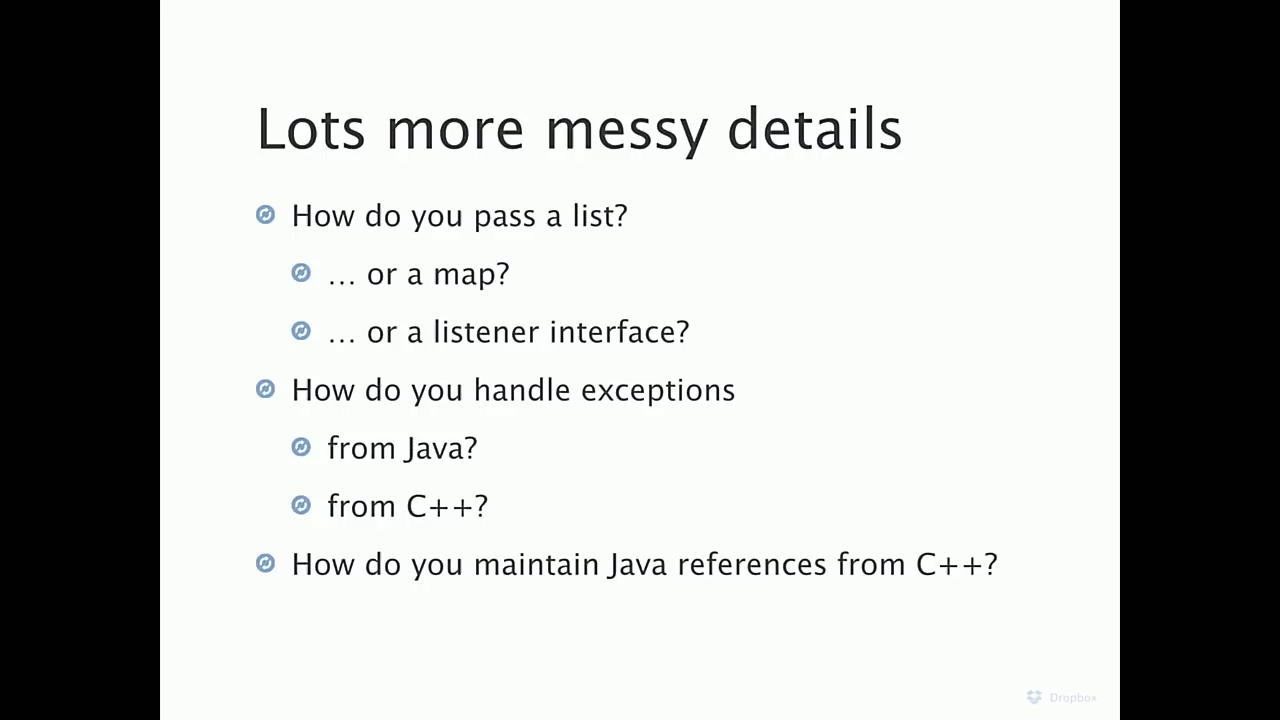 Lots more messy details
How do you pass a list?
… or a map?
… or a listener interface?
How do you handle exceptions
from Java?
from C++?
How do you maintain Java references from C++?
Dropbox